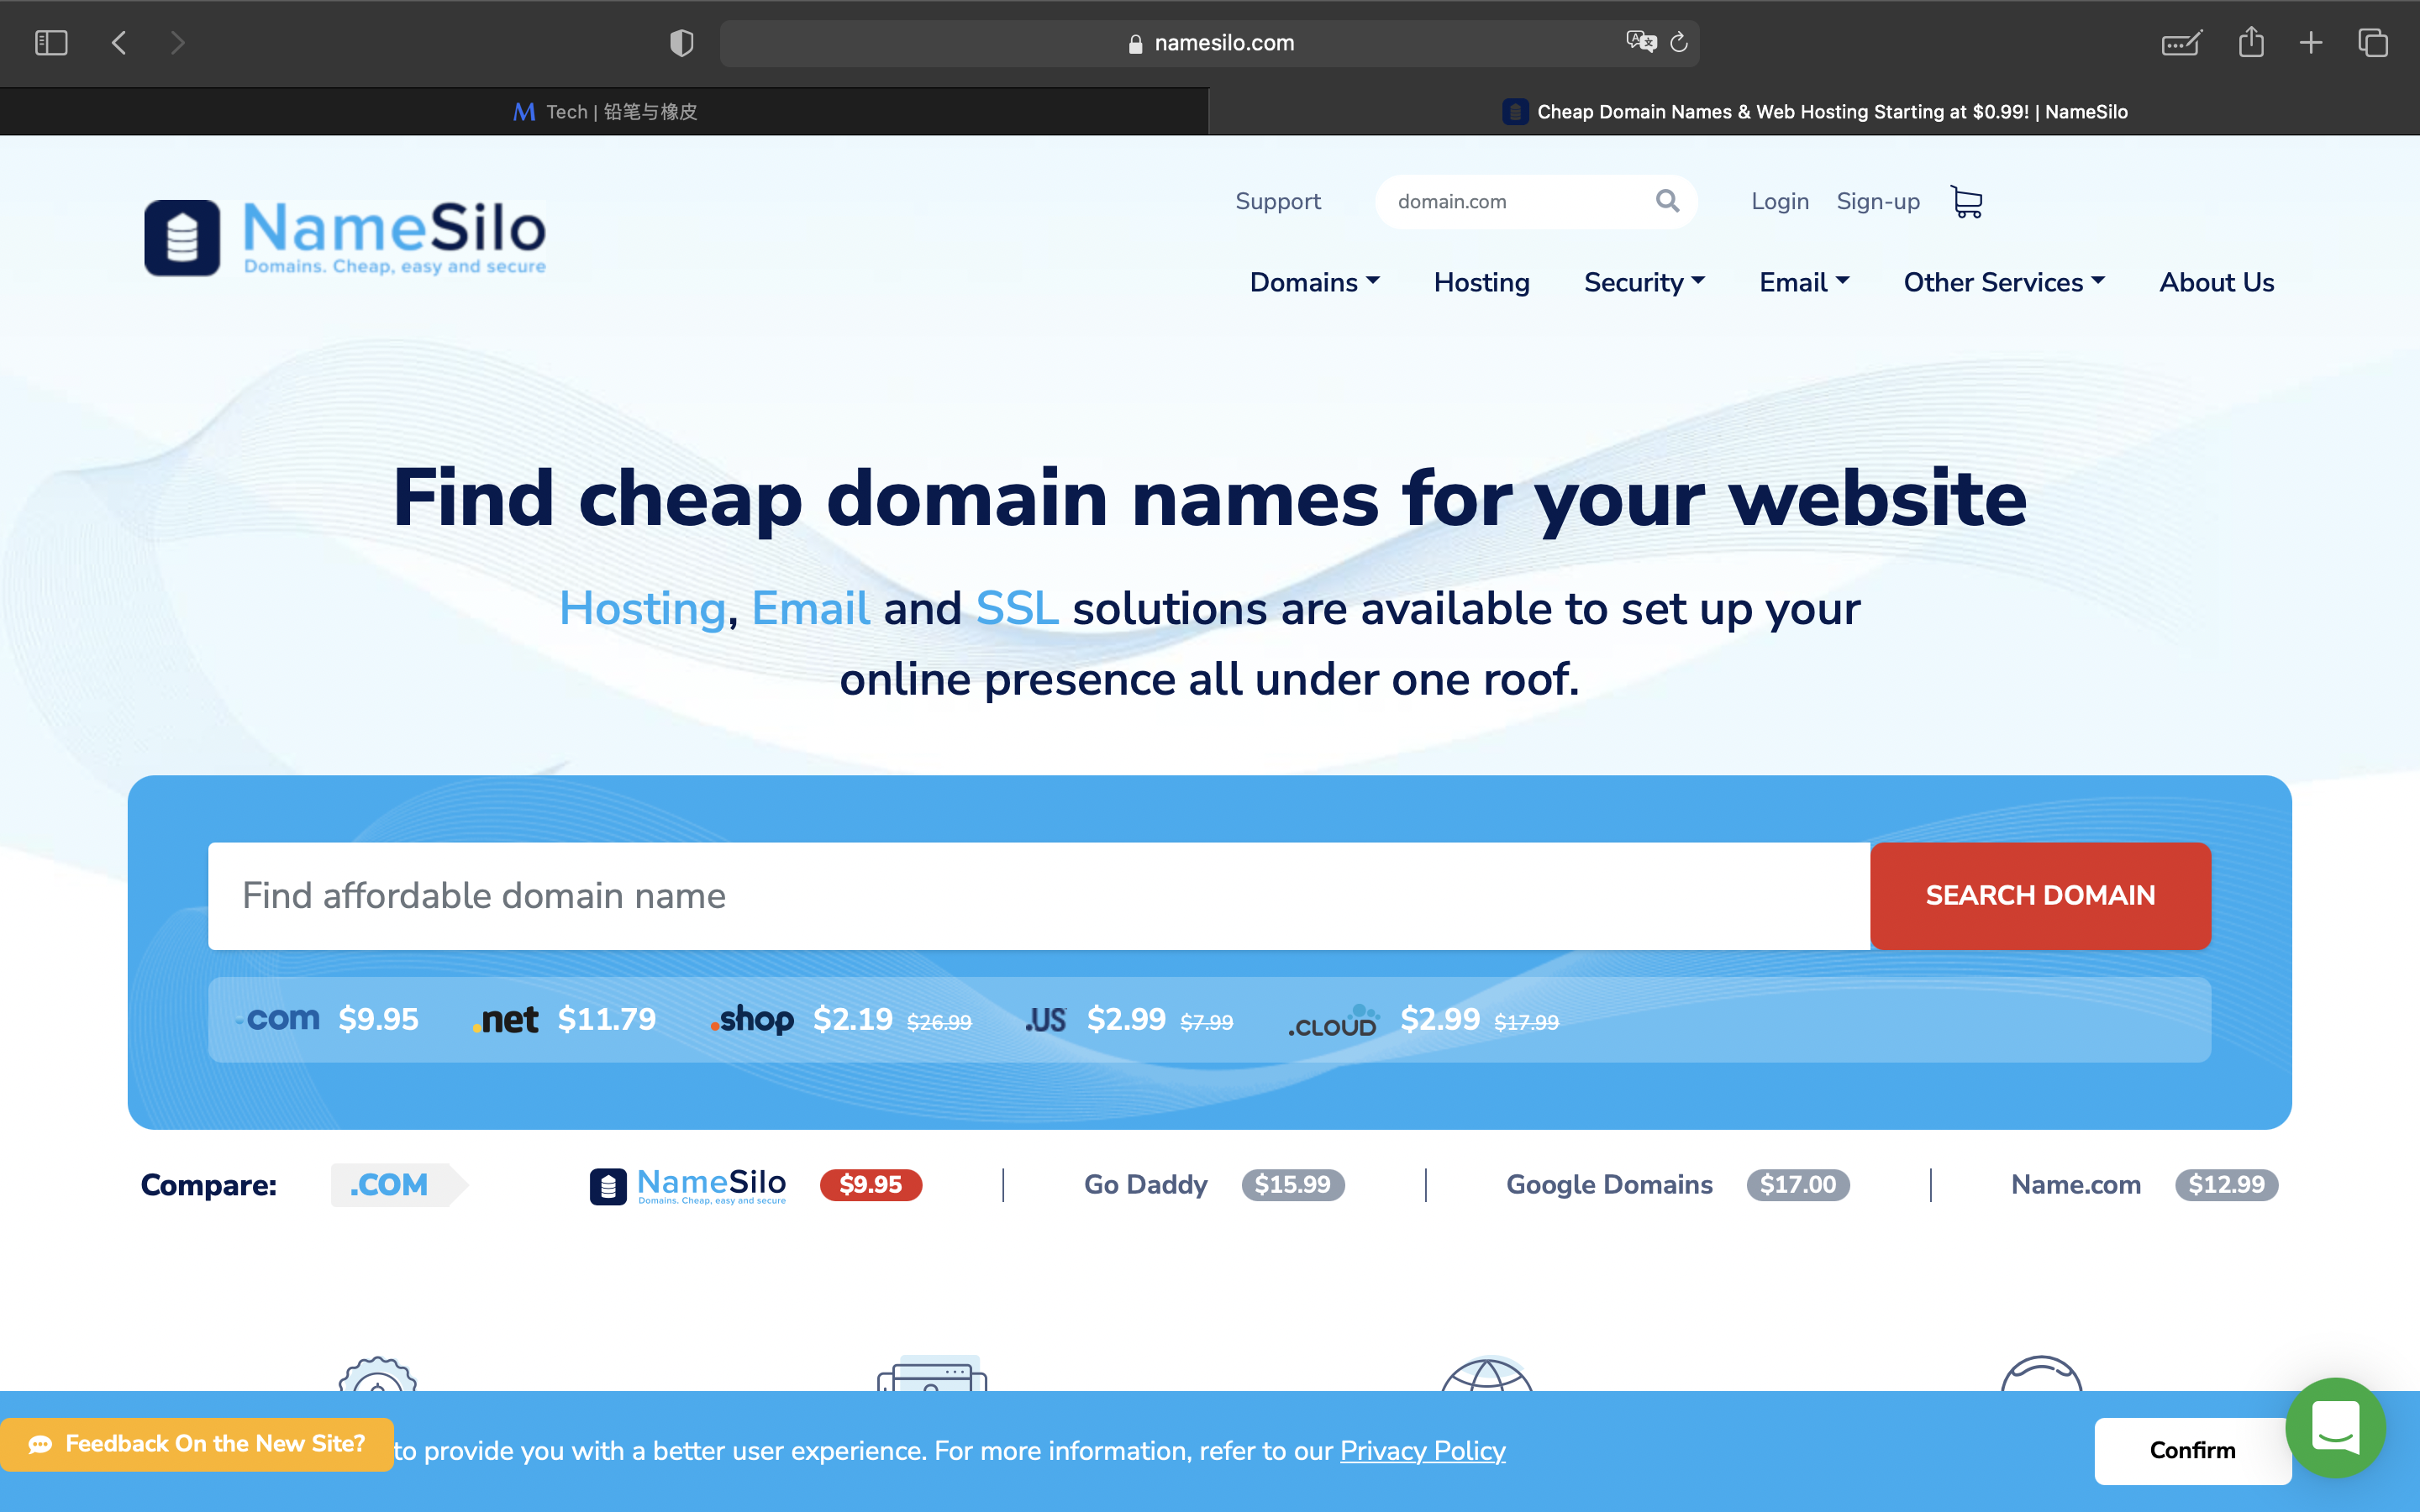 namesilo.com
Tech | 铅笔与橡皮
Cheap Domain Names & Web Hosting Starting at $0.99! | NameSilo
NameSilo
Domains. Cheap, easy and secure
Support
domain.com
Login
Sign-up
Domains
Hosting
Security
Email
Other Services
About Us
Find cheap domain names for your website
Hosting, Email and SSL solutions are available to set up your
online presence all under one roof.
Find affordable domain name
SEARCH DOMAIN
.com $9.95
.net $11.79
.shop $2.19 $26.99
.US $2.99 $7.99
.CLOUD $2.99 $17.99
Compare:
.COM
NameSilo
Domains. Cheap, easy and secure
$9.95
Go Daddy $15.99
Google Domains $17.00
Name.com $12.99
Feedback On the New Site?
to provide you with a better user experience. For more information, refer to our Privacy Policy
Confirm